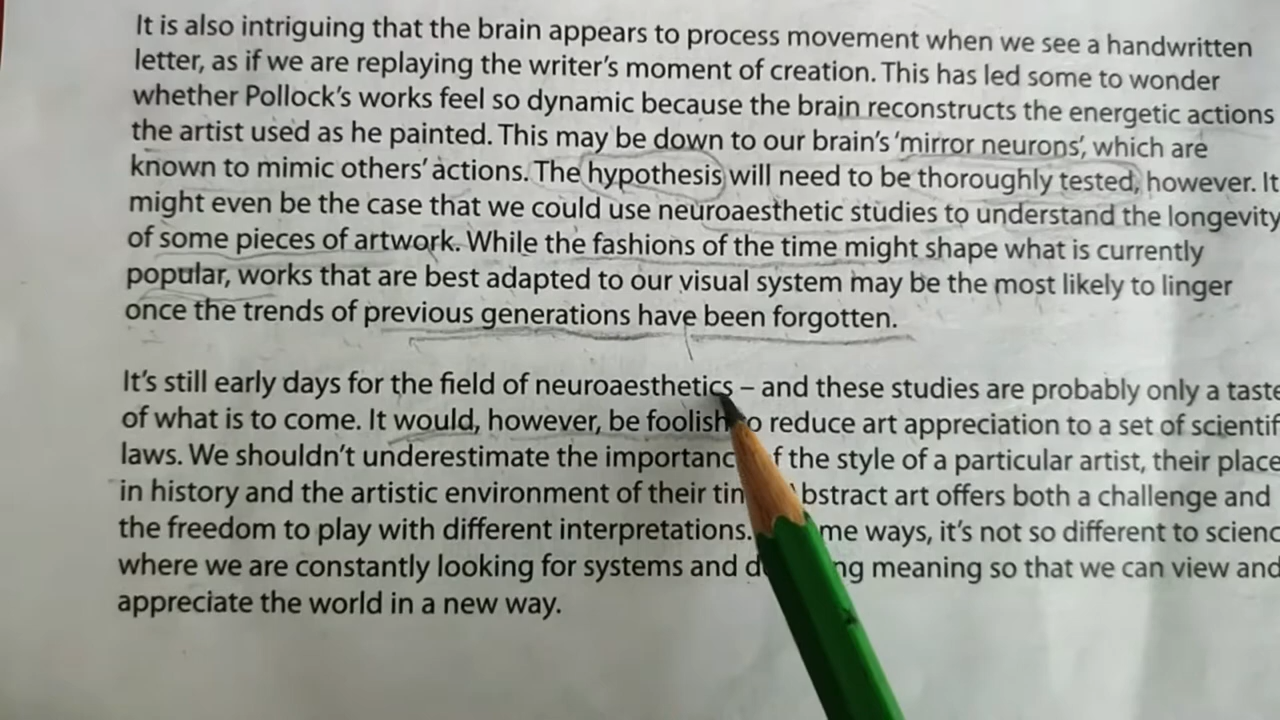 It is also intriguing that the brain appears to process movement when we see a handwritten
letter, as if we are replaying the writer's moment of creation. This has led some to wonder
whether Pollock's works feel so dynamic because the brain reconstructs the energetic actions
the artist used as he painted. This may be down to our brain's 'mirror neurons', which are
known to mimic others' actions. The hypothesis will need to be thoroughly tested, however. It
might even be the case that we could use neuroaesthetic studies to understand the longevity
of some pieces of artwork. While the fashions of the time might shape what is currently
popular, works that are best adapted to our visual system may be the most likely to linger
once the trends of previous generations have been forgotten.
It's still early days for the field of neuroaesthetics – and these studies are probably only a taste
of what is to come. It would, however, be foolish to reduce art appreciation to a set of
laws. We shouldn't underestimate the importance of the style of a particular artist, their place
in history and the artistic environment of their Abstract art offers both a challenge and
the freedom to play with different interpretations. ways, it's not so different to
where we are constantly looking for systems and meaning so that we can view and
appreciate the world in a new way.